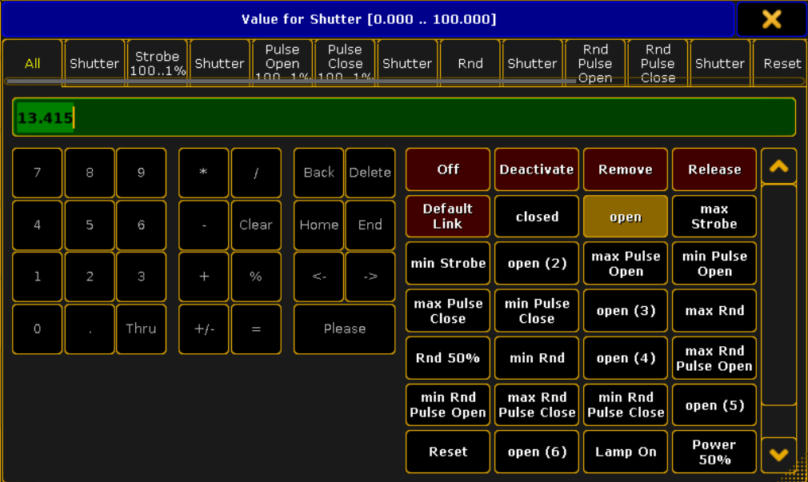 Value for Shutter [0.000 .. 100.000]
All
Shutter
Strobe
100..1%
Shutter
Pulse
Open
100..1%
Pulse
Close
100..1%
Shutter
Rnd
Shutter
Rnd
Pulse
Open
Rnd
Pulse
Close
Shutter
Reset
13.415
7 8 9 * / Back Delete
4 5 6 - Clear Home End
1 2 3 + % <- ->
0 . Thru +/- = Please
Off
Deactivate
Remove
Release
Default
Link
closed
open
max
Strobe
min Strobe
open (2)
max Pulse
Open
min Pulse
Open
max Pulse
Close
min Pulse
Close
open (3)
max Rnd
Rnd 50%
min Rnd
open (4)
max Rnd
Pulse Open
min Rnd
Pulse Open
max Rnd
Pulse Close
min Rnd
Pulse Close
open (5)
Reset
open (6)
Lamp On
Power
50%